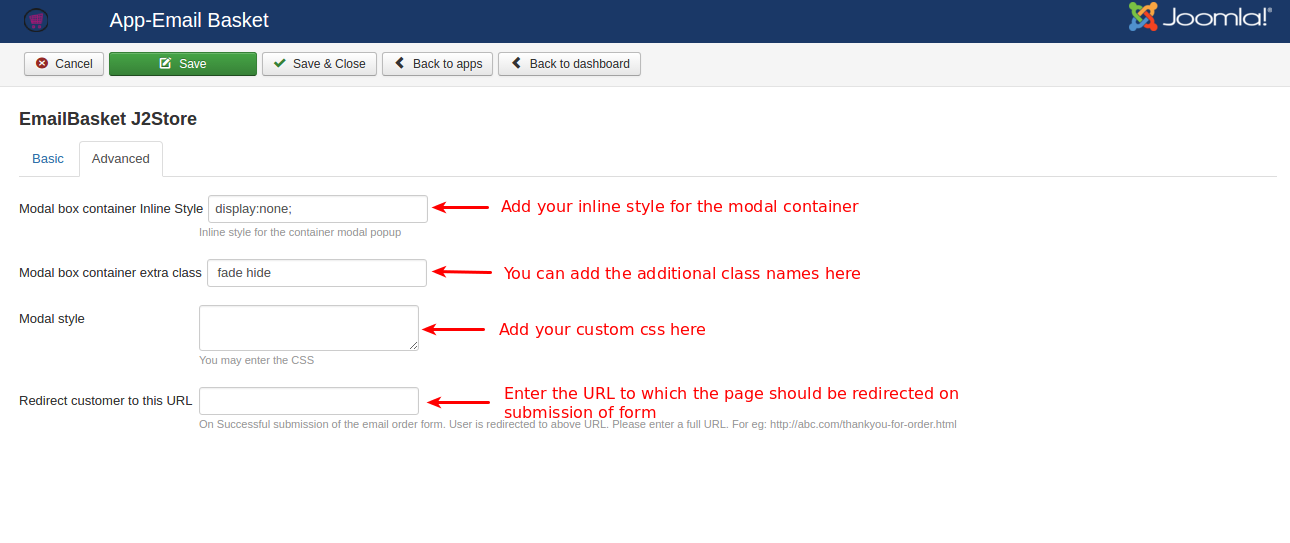 App-Email Basket
Joomla!®
Cancel
Save
Save & Close
Back to apps
Back to dashboard
EmailBasket J2Store
Basic
Advanced
Modal box container Inline Style
display:none;
Add your inline style for the modal container
Inline style for the container modal popup
Modal box container extra class
fade hide
You can add the additional class names here
Modal style
Add your custom css here
You may enter the CSS
Redirect customer to this URL
Enter the URL to which the page should be redirected on
submission of form
On Successful submission of the email order form. User is redirected to above URL. Please enter a full URL. For eg: http://abc.com/thankyou-for-order.html